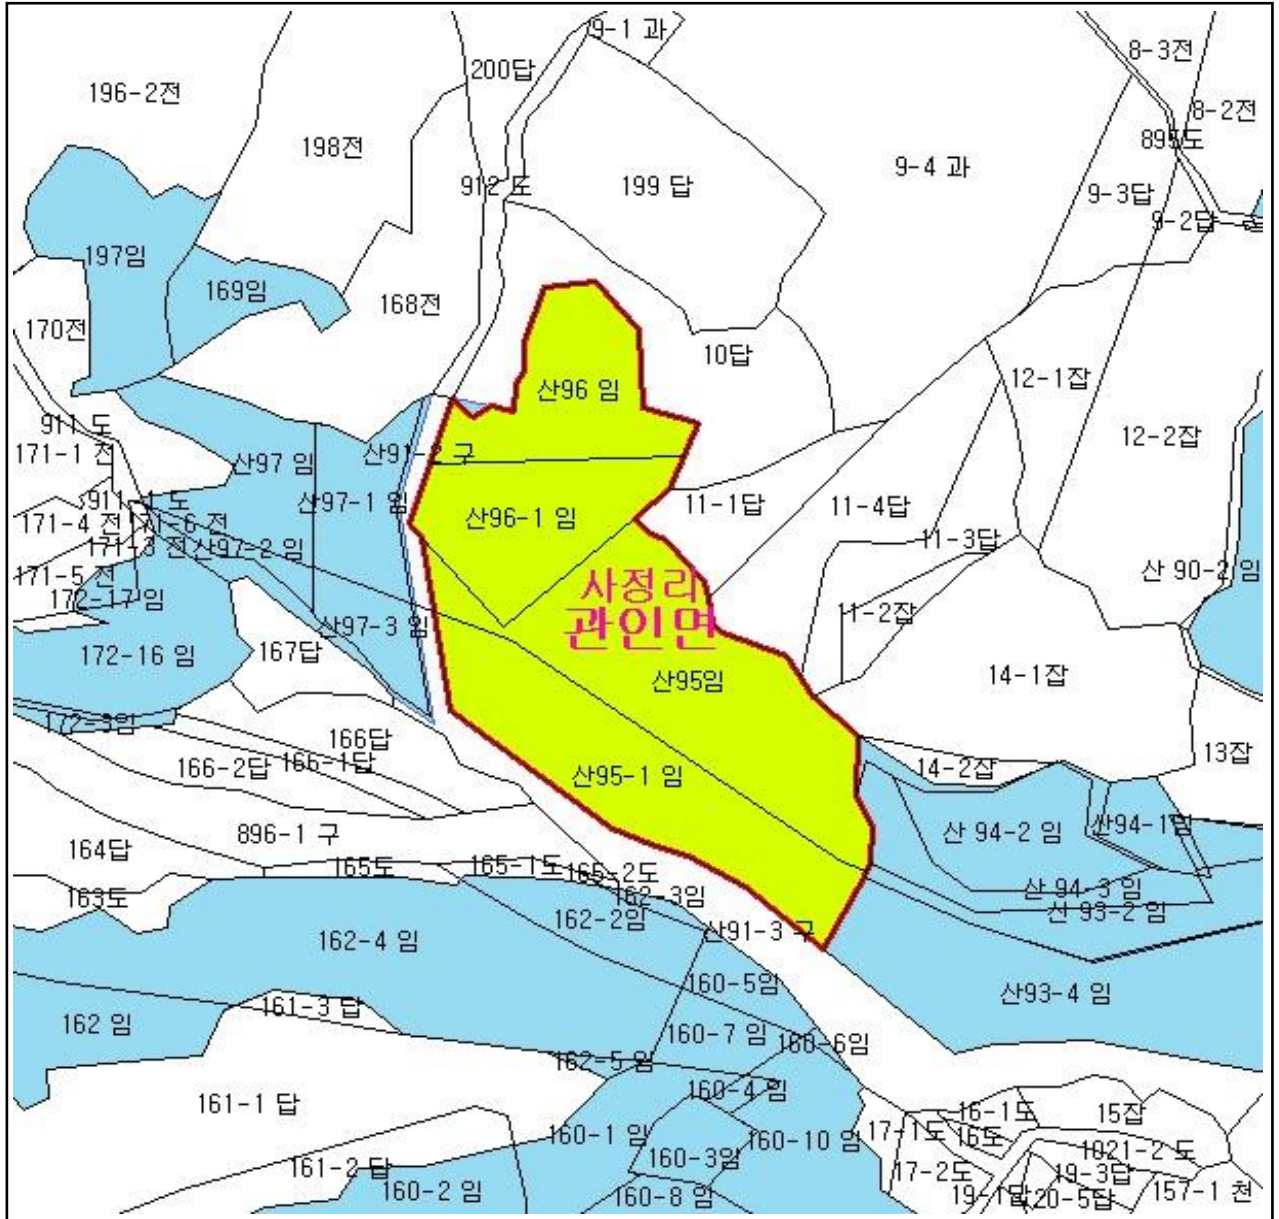 9-1 과
8-3전
200답
196-2전
8-2전
895도
198전
9-4 과
912 도
199 답
9-3답
9-2답
197임
169임
168전
170전
10답
12-1잡
산96 임
911 도
12-2잡
171-1 전
산91-2 구
산97 임
911-1 도
산97-1 임
11-1답
11-4답
171-4 전
171-6 전
산96-1 임
171-3 전
산97-2 임
11-3답
171-5 전
산 90-2 임
사정리
172-17임
11-2잡
산97-3 임
관인면
167답
172-16 임
산95임
14-1잡
172-3임
166답
13잡
166-2답
166-1답
14-2잡
산95-1 임
896-1 구
산 94-2 임
산94-1임
164답
165도
165-1도
165-2도
163도
162-3임
산 94-3 임
산 93-2 임
162-2임
산91-3 구
162-4 임
160-5임
산93-4 임
161-3 답
162 임
160-7 임
160-6임
162-5 임
160-4 임
161-1 답
16-1도
15잡
17-1도
16도
160-1 임
160-10 임
1021-2 도
160-3임
161-2 답
17-2도
19-3답
160-2 임
160-8 임
19-1답
20-5답
157-1 천